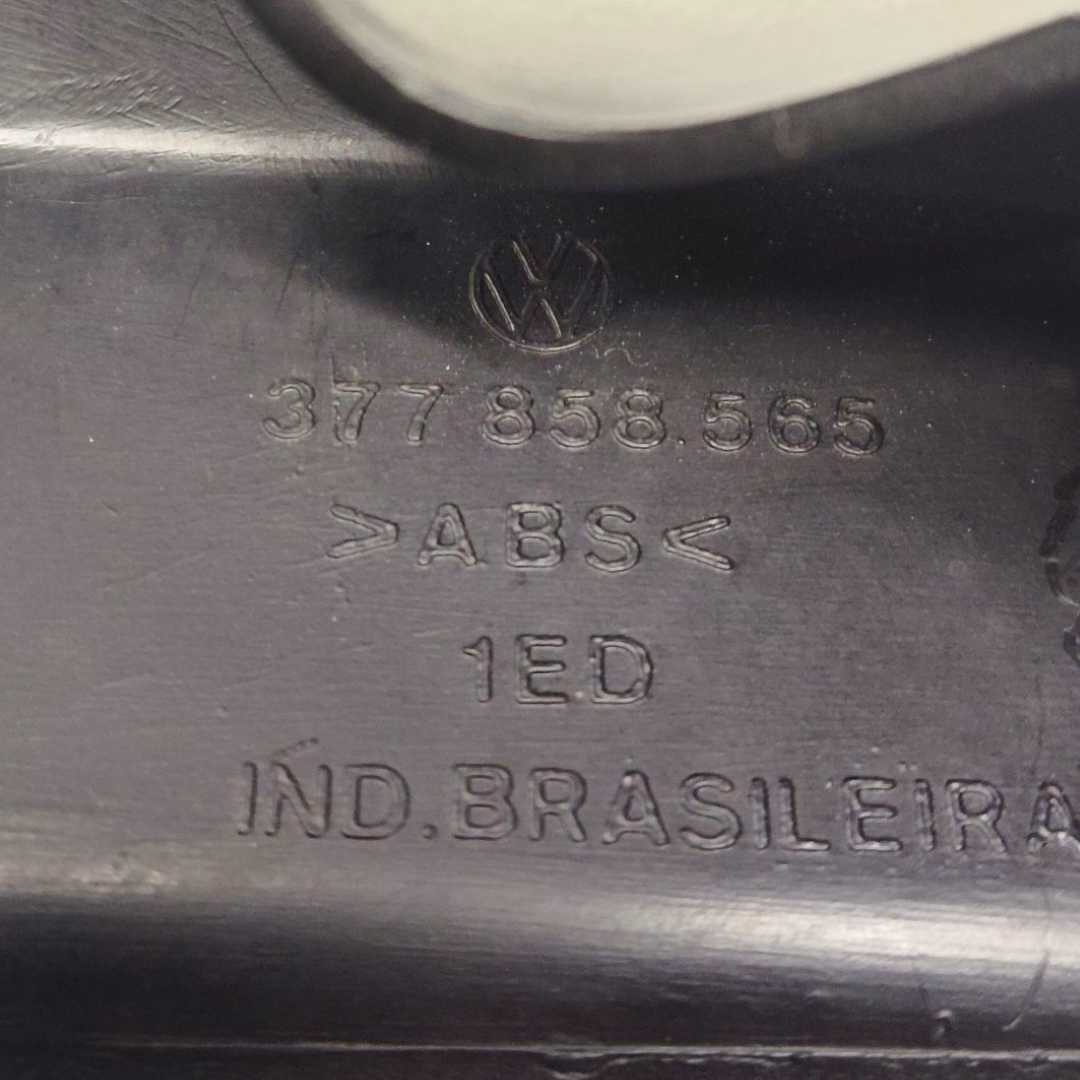 377 858.565
>ABS<
1ED
IND.BRASILEIRA